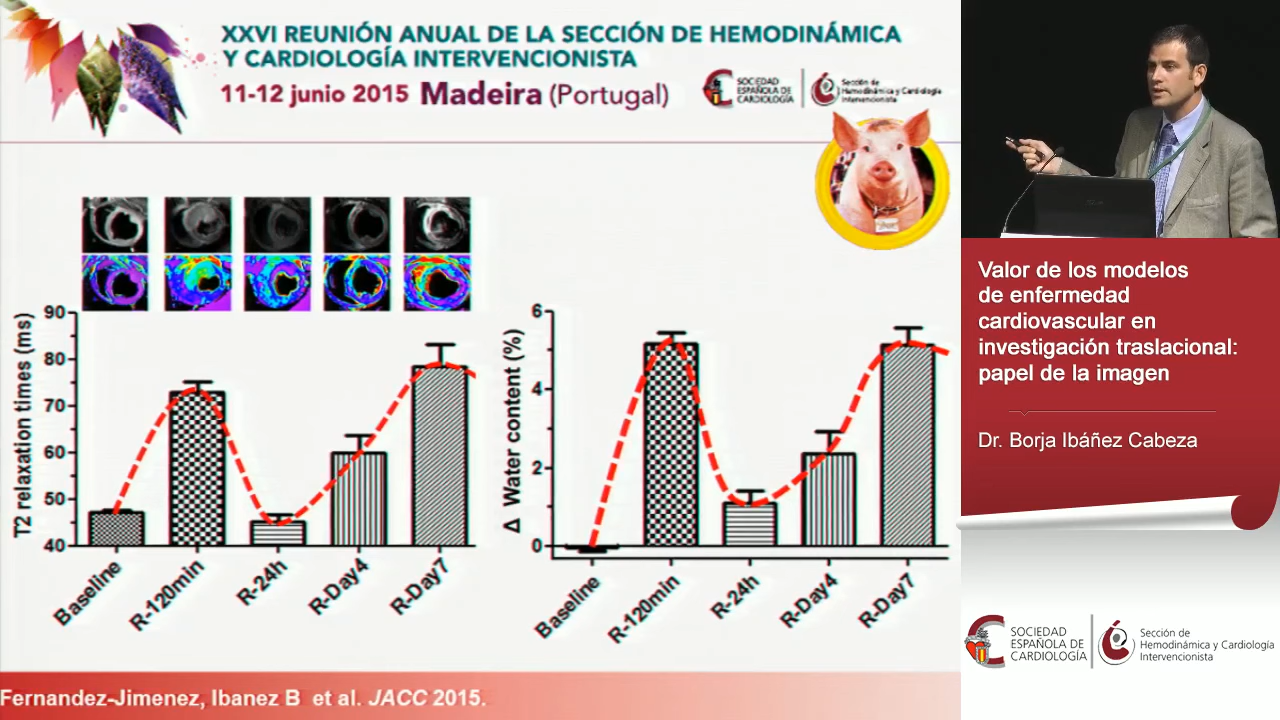 XXVI REUNIÓN ANUAL DE LA SECCIÓN DE HEMODINÁMICA
Y CARDIOLOGÍA INTERVENCIONISTA
11-12 junio 2015 Madeira (Portugal)
SOCIEDAD
ESPAÑOLA DE
CARDIOLOGÍA
Sección de
Hemodinámica y Cardiología
Intervencionista
T2 relaxation times (ms)
90
80
70
60
50
40
Baseline
R-120min
R-24h
R-Day4
R-Day7
Δ Water content (%)
6
4
2
0
Baseline
R-120min
R-24h
R-Day4
R-Day7
Fernandez-Jimenez, Ibanez B et al. JACC 2015.
Valor de los modelos
de enfermedad
cardiovascular en
investigación traslacional:
papel de la imagen
Dr. Borja Ibáñez Cabeza
SOCIEDAD
ESPAÑOLA DE
CARDIOLOGÍA
Sección de
Hemodinámica y Cardiología
Intervencionista